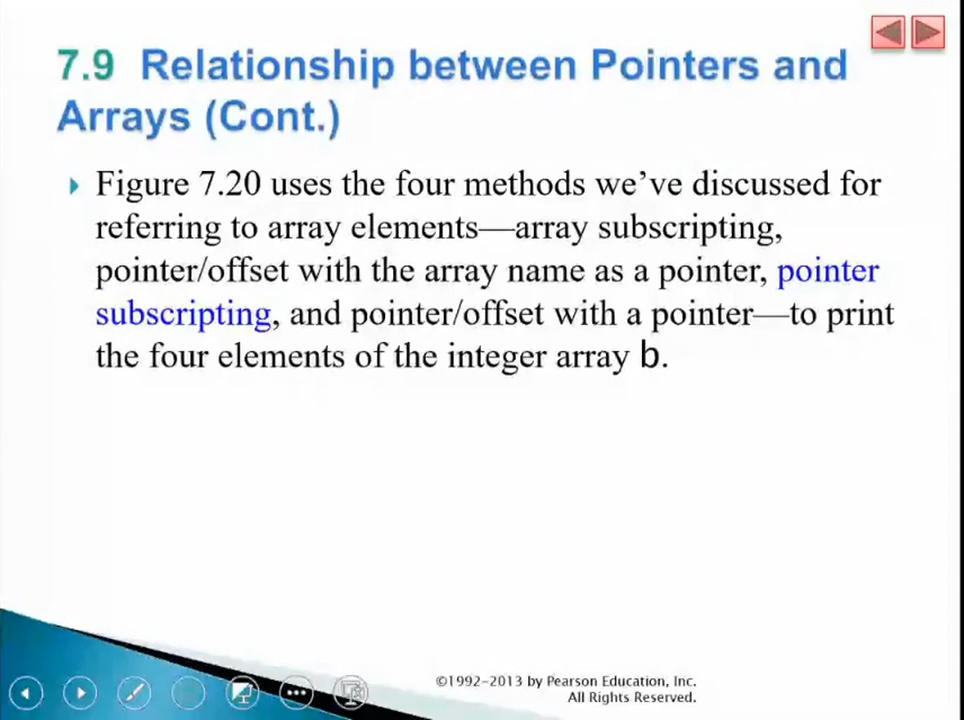 7.9 Relationship between Pointers and
Arrays (Cont.)
Figure 7.20 uses the four methods we’ve discussed for
referring to array elements—array subscripting,
pointer/offset with the array name as a pointer, pointer
subscripting, and pointer/offset with a pointer—to print
the four elements of the integer array b.
©1992-2013 by Pearson Education, Inc.
All Rights Reserved.